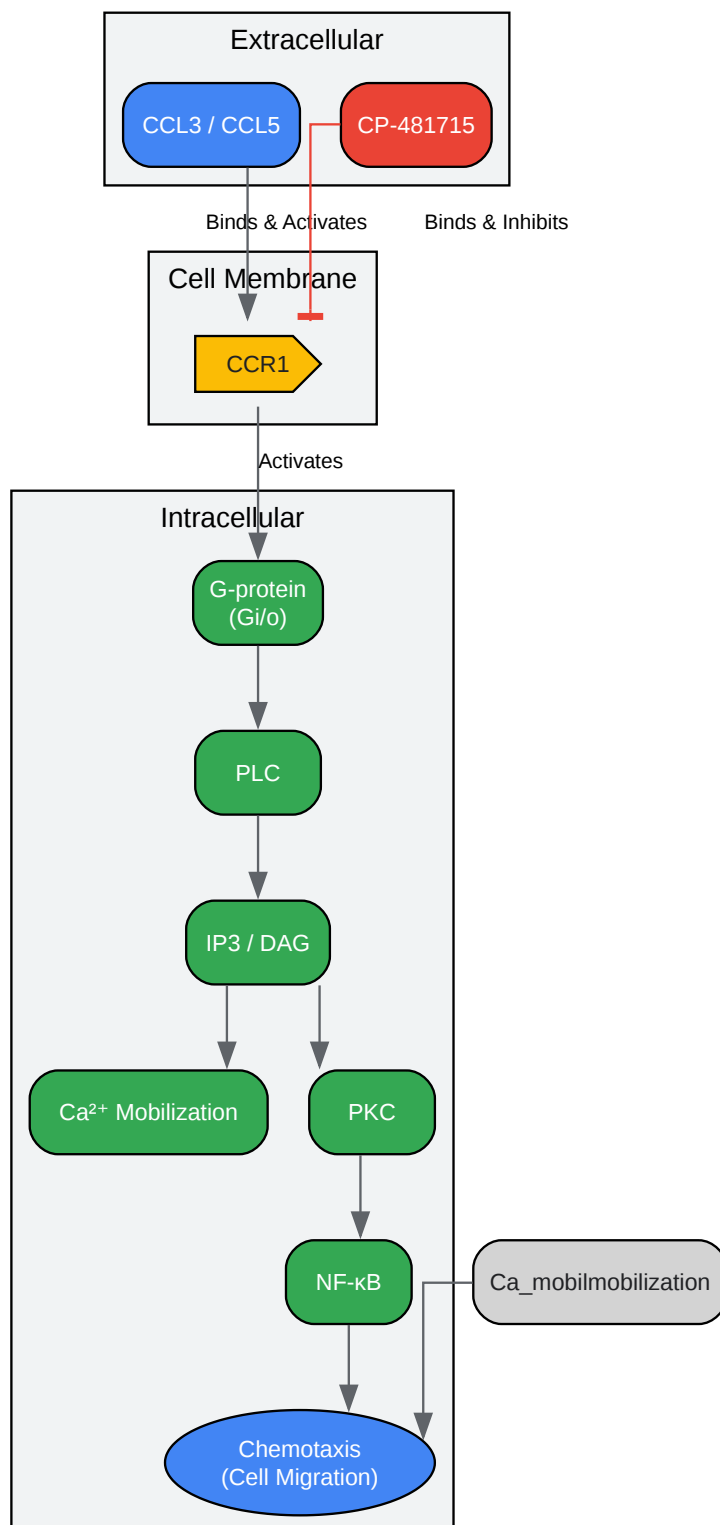 Extracellular
CCL3 / CCL5
CP-481715
Binds & Activates
Binds & Inhibits
Cell Membrane
CCR1
Activates
Intracellular
G-protein
(Gi/o)
PLC
IP3 / DAG
Ca²⁺ Mobilization
PKC
NF-κB
Ca_mobilmobilization
Chemotaxis
(Cell Migration)